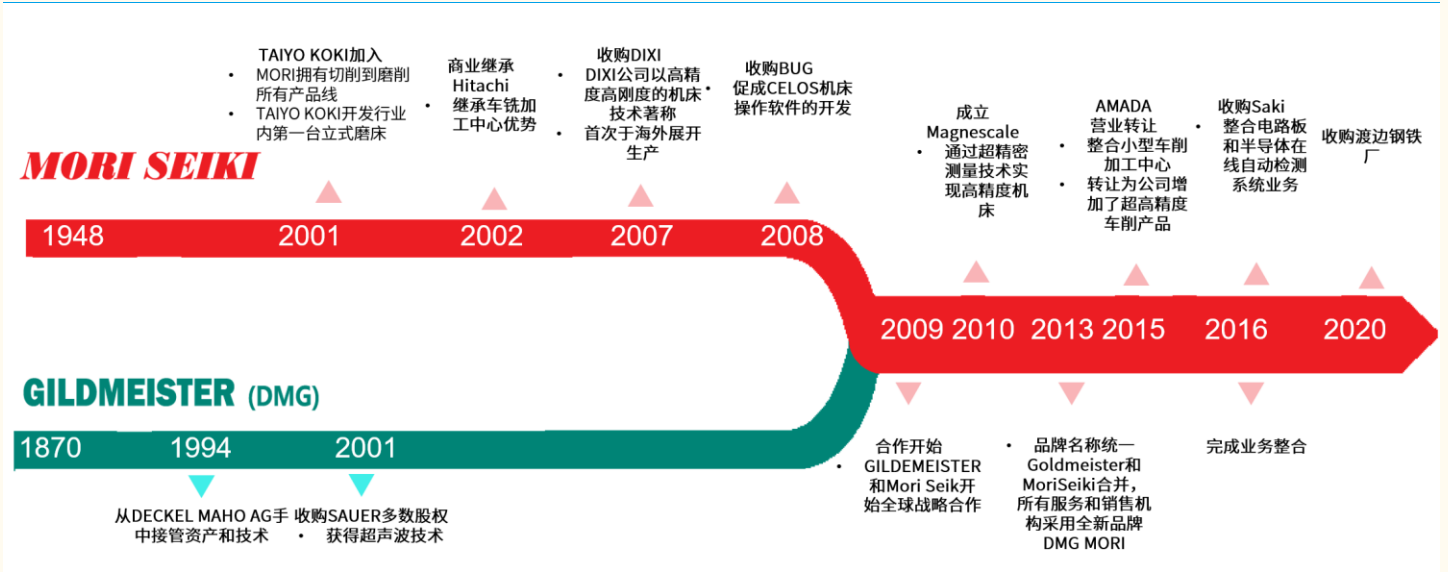 TAIYO KOKI加入
• MORI拥有切削到磨削
所有产品线
• TAIYO KOKI开发行业
内第一台立式磨床
商业继承
Hitachi
• 继承车铣加
工中心优势
收购DIXI
• DIXI公司以高精
度高刚度的机床
技术著称
• 首次于海外展开
生产
收购BUG
• 促成CELOS机床
操作软件的开发
成立
Magnescale
• 通过超精密
测量技术实
现高精度机
床
AMADA
营业转让
• 整合小型车削
加工中心
• 转让为公司增
加了超高精度
车削产品
收购Saki
• 整合电路板
和半导体在
线自动检测
系统业务
收购渡边钢铁
厂
MORI SEIKI
1948
2001
2002
2007
2008
2009
2010
2013
2015
2016
2020
GILDMEISTER (DMG)
1870
1994
2001
从DECKEL MAHO AG手
中接管资产和技术
收购SAUER多数股权
• 获得超声波技术
合作开始
• GILDEMEISTER
和Mori Seik开
始全球战略合作
• 品牌名称统一
Goldmeister和
MoriSeiki合并，
所有服务和销售机
构采用全新品牌
DMG MORI
完成业务整合